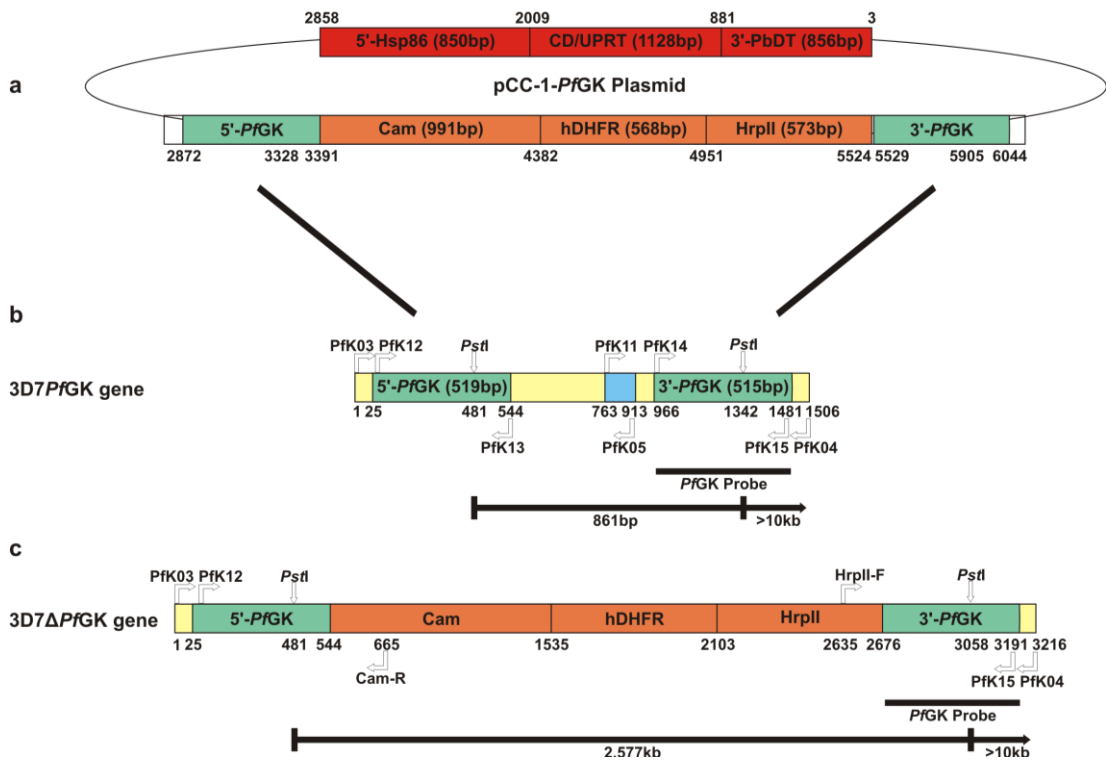 2858 2009 881 3
5'-Hsp86 (850bp) CD/UPRT (1128bp) 3'-PbDT (856bp)
a
pCC-1-PfGK Plasmid
5'-PfGK Cam (991bp) hDHFR (568bp) HrpII (573bp) 3'-PfGK
2872 3328 3391 4382 4951 5524 5529 5905 6044
b
PfK03 PfK12 PstI PfK11 PfK14 PstI
3D7PfGK gene
5'-PfGK (519bp) 3'-PfGK (515bp)
1 25 481 544 763 913 966 1342 1481 1506
PfK13 PfK05 PfK15 PfK04
PfGK Probe
861bp >10kb
c
PfK03 PfK12 PstI HrpII-F PstI
3D7ΔPfGK gene
5'-PfGK Cam hDHFR HrpII 3'-PfGK
1 25 481 544 665 1535 2103 2635 2676 3058 3191 3216
Cam-R PfK15 PfK04
PfGK Probe
2.577kb >10kb